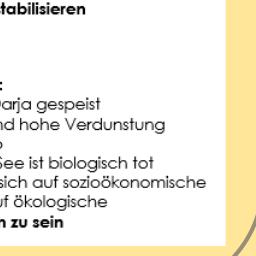 tabilisieren
:
arja gespeist
nd hohe Verdunstung
See ist biologisch tot
sich auf sozioökonomische
uf ökologische
n zu sein